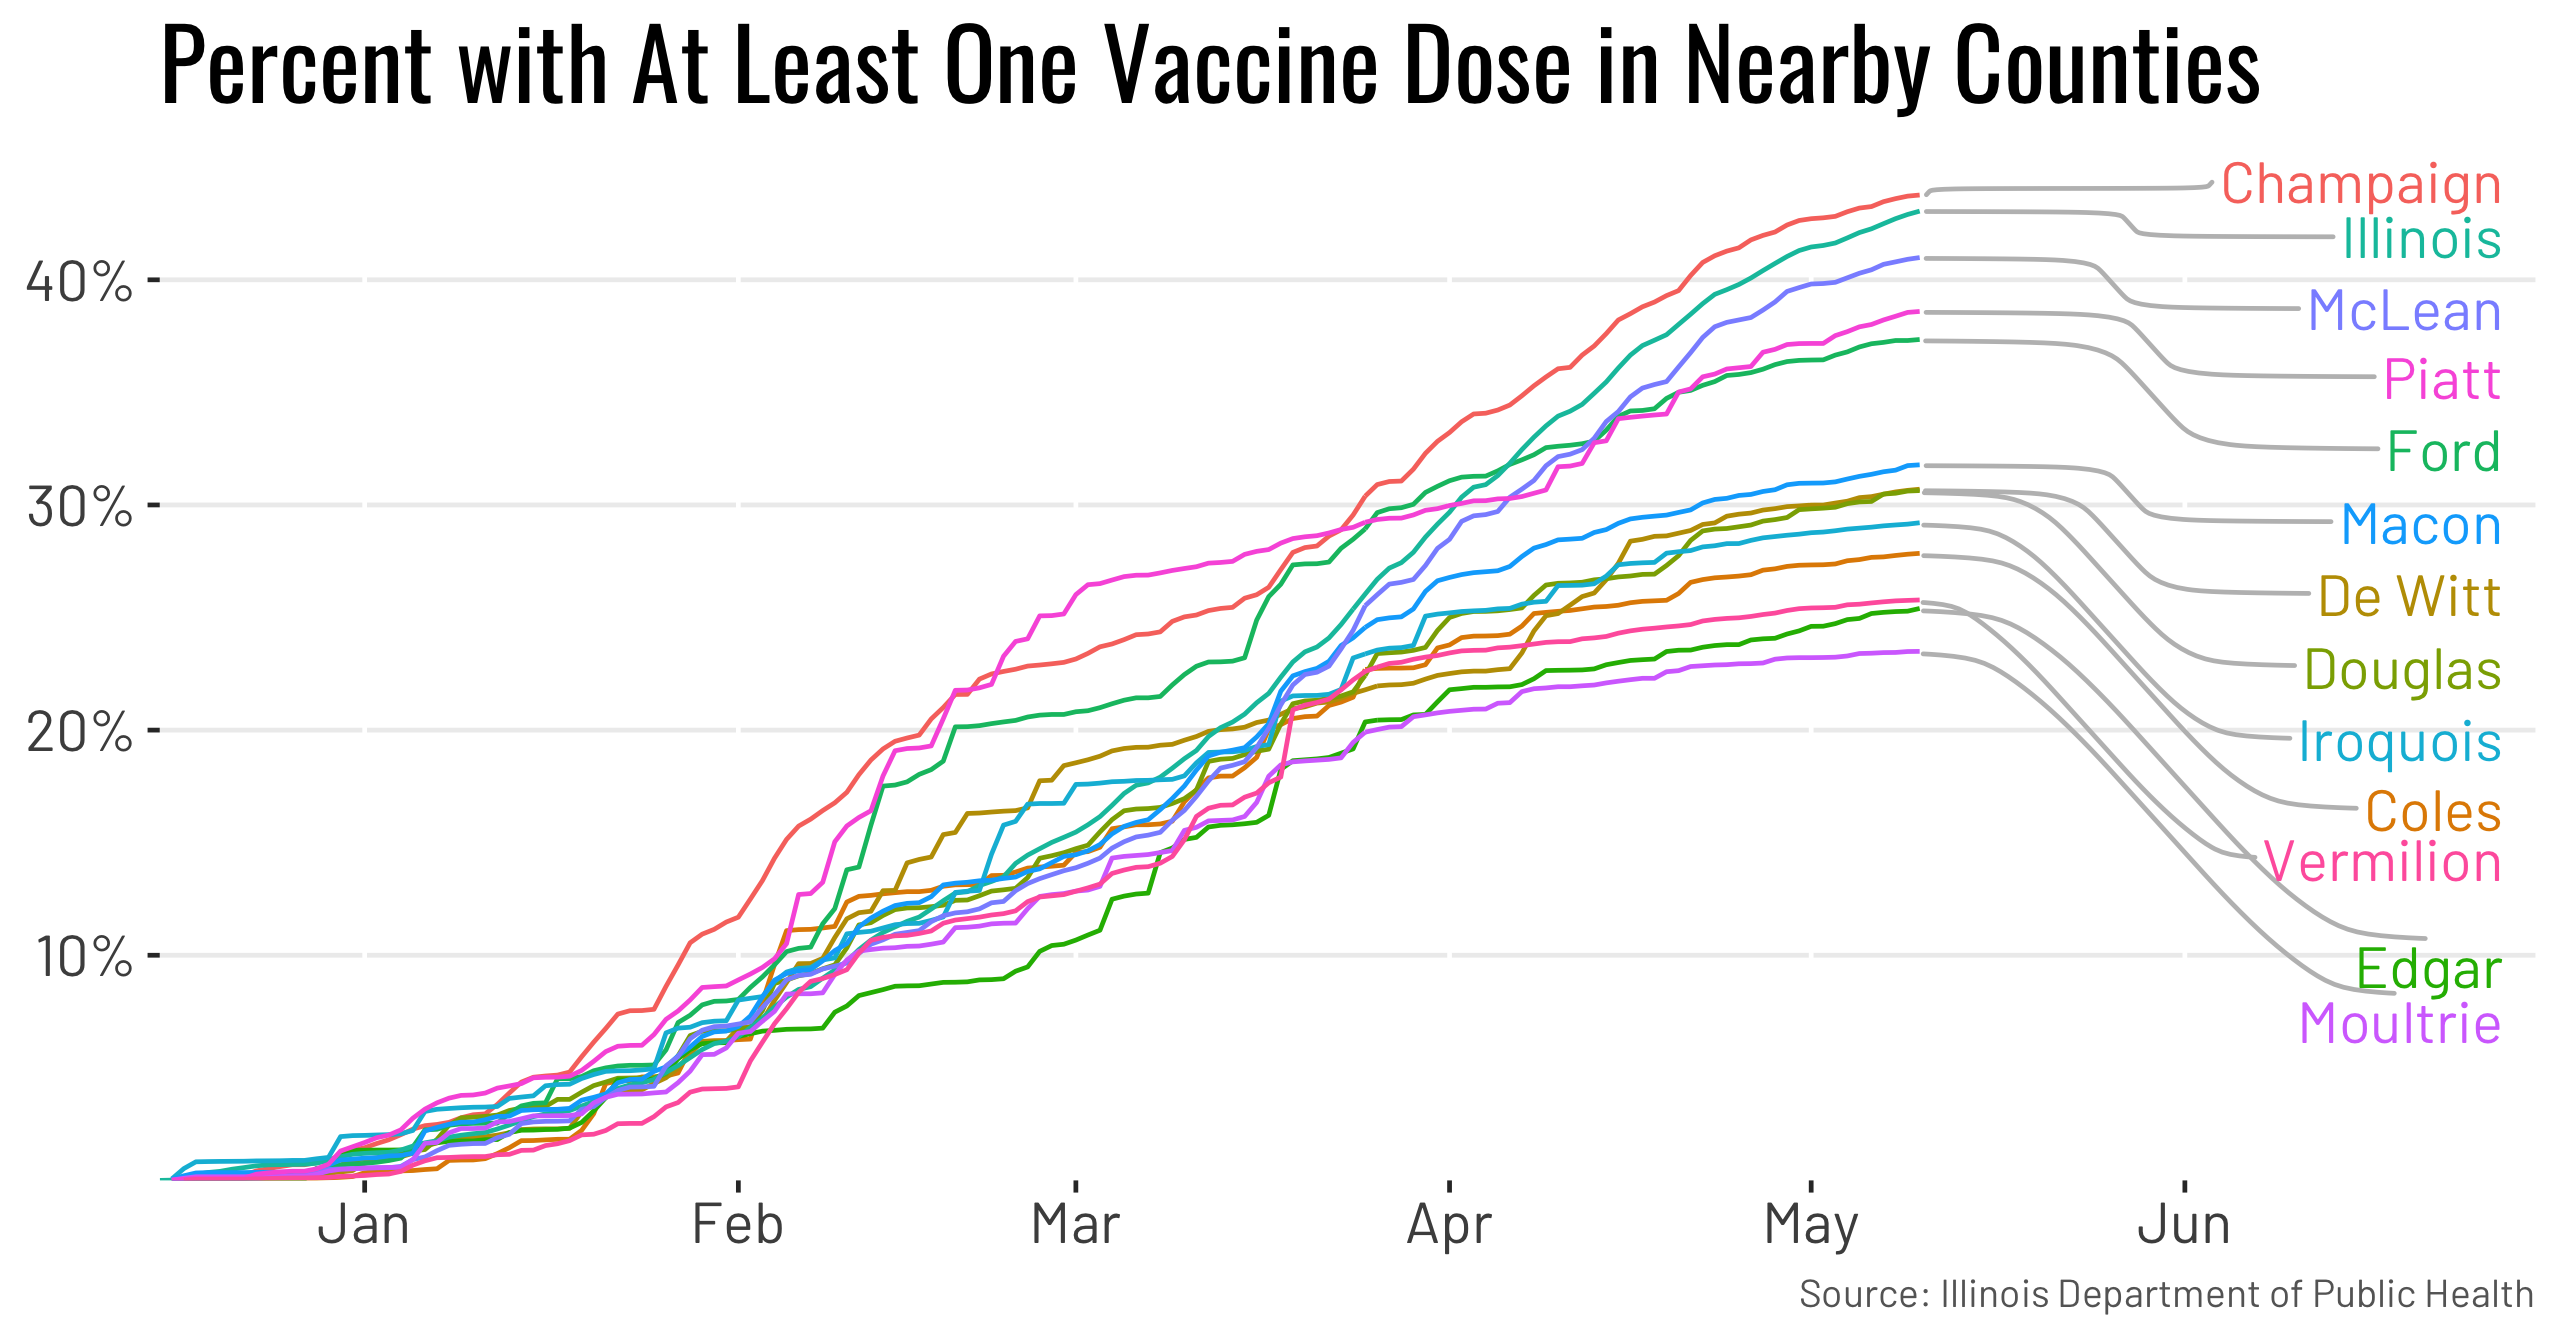 Percent with At Least One Vaccine Dose in Nearby Counties
Champaign
Illinois
40%
McLean
Piatt
Ford
30%
Macon
De Witt
Douglas
20%
Iroquois
Coles
Vermilion
10%
Edgar
Moultrie
Jan Feb Mar Apr May Jun
Source: Illinois Department of Public Health